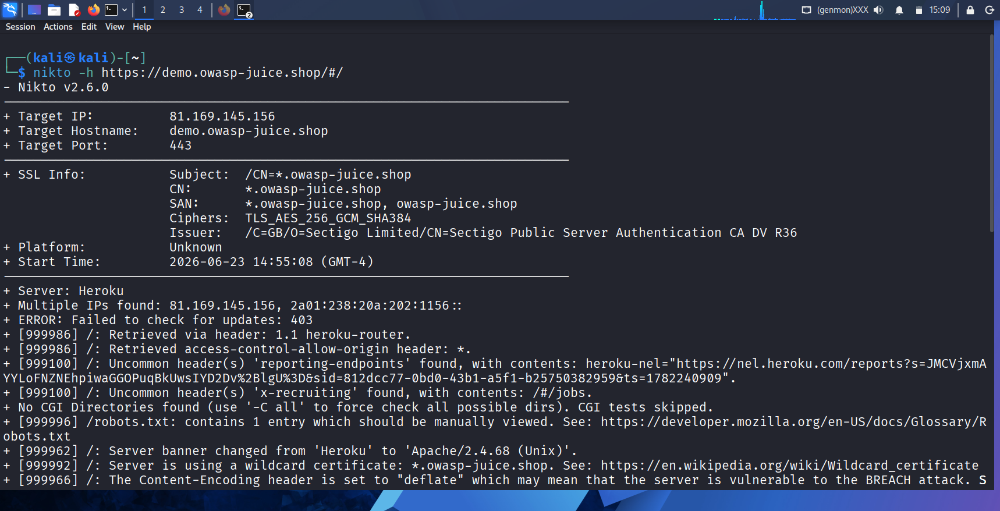 1 2 3 4 2 (genmon)XXX 15:09
Session Actions Edit View Help
(kali㉿kali)-[~]
$ nikto -h https://demo.owasp-juice.shop/#/
- Nikto v2.6.0
+ Target IP: 81.169.145.156
+ Target Hostname: demo.owasp-juice.shop
+ Target Port: 443
+ SSL Info: Subject: /CN=*.owasp-juice.shop
CN: *.owasp-juice.shop
SAN: *.owasp-juice.shop, owasp-juice.shop
Ciphers: TLS_AES_256_GCM_SHA384
Issuer: /C=GB/O=Sectigo Limited/CN=Sectigo Public Server Authentication CA DV R36
+ Platform: Unknown
+ Start Time: 2026-06-23 14:55:08 (GMT-4)
+ Server: Heroku
+ Multiple IPs found: 81.169.145.156, 2a01:238:20a:202:1156::
+ ERROR: Failed to check for updates: 403
+ [999986] /: Retrieved via header: 1.1 heroku-router.
+ [999986] /: Retrieved access-control-allow-origin header: *.
+ [999100] /: Uncommon header(s) 'reporting-endpoints' found, with contents: heroku-nel="https://nel.heroku.com/reports?s=JMCVjxmA
YYLoFNZNEhpiwaGGOPuqBkUwsIYD2Dv%2BlgU%3D&sid=812dcc77-0bd0-43b1-a5f1-b25750382959&ts=1782240909".
+ [999100] /: Uncommon header(s) 'x-recruiting' found, with contents: /#/jobs.
+ No CGI Directories found (use '-C all' to force check all possible dirs). CGI tests skipped.
+ [999996] /robots.txt: contains 1 entry which should be manually viewed. See: https://developer.mozilla.org/en-US/docs/Glossary/R
obots.txt
+ [999962] /: Server banner changed from 'Heroku' to 'Apache/2.4.68 (Unix)'.
+ [999992] /: Server is using a wildcard certificate: *.owasp-juice.shop. See: https://en.wikipedia.org/wiki/Wildcard_certificate
+ [999966] /: The Content-Encoding header is set to "deflate" which may mean that the server is vulnerable to the BREACH attack. S